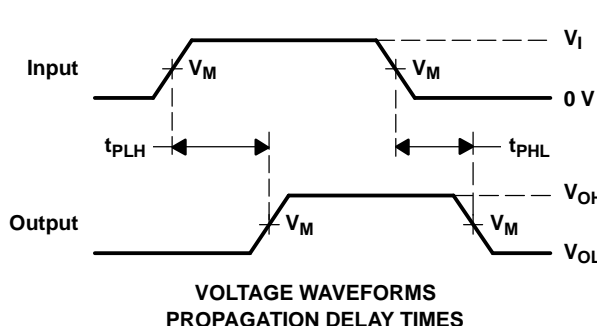 V_I
Input V_M V_M
0 V
t_PLH t_PHL
V_OH
Output V_M V_M
V_OL
VOLTAGE WAVEFORMS
PROPAGATION DELAY TIMES